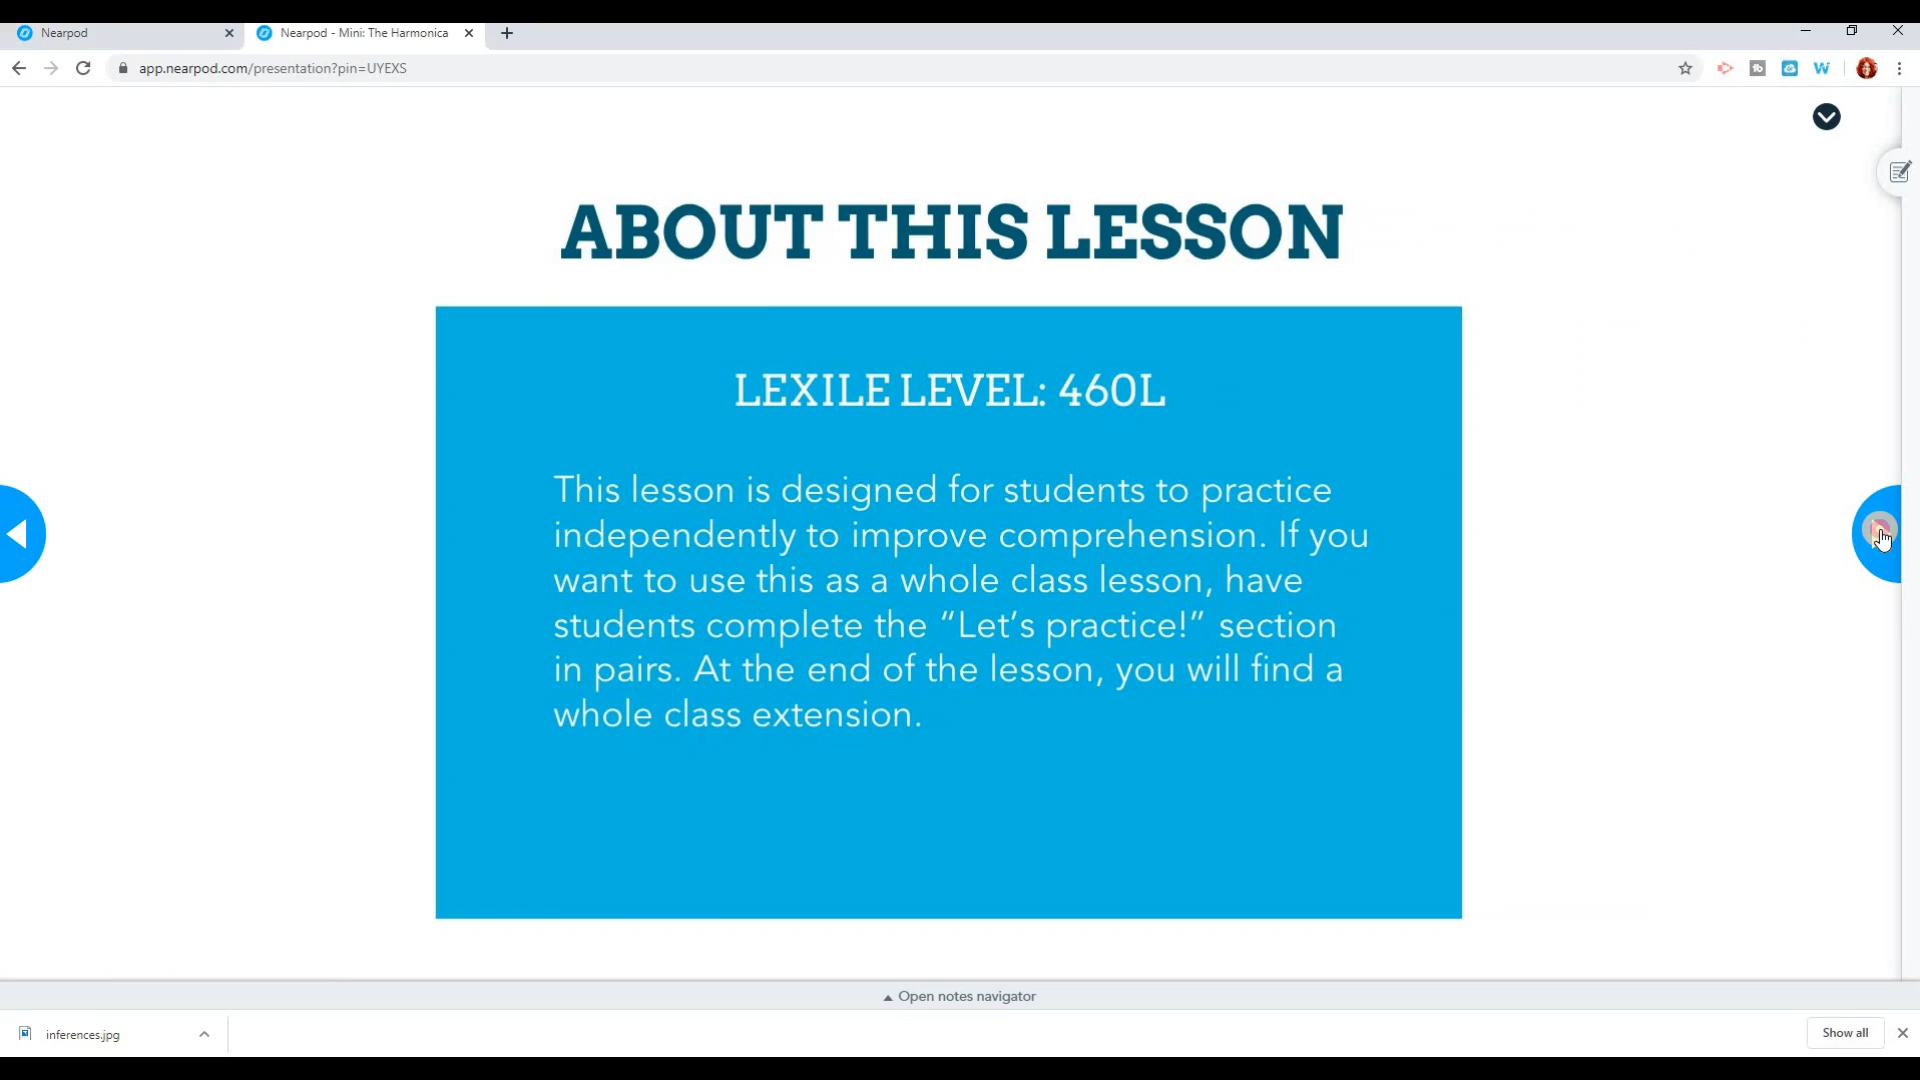 Nearpod
Nearpod - Mini: The Harmonica
app.nearpod.com/presentation?pin=UYEXS
ABOUT THIS LESSON
LEXILE LEVEL: 460L
This lesson is designed for students to practice
independently to improve comprehension. If you
want to use this as a whole class lesson, have
students complete the “Let’s practice!” section
in pairs. At the end of the lesson, you will find a
whole class extension.
Open notes navigator
inferences.jpg
Show all